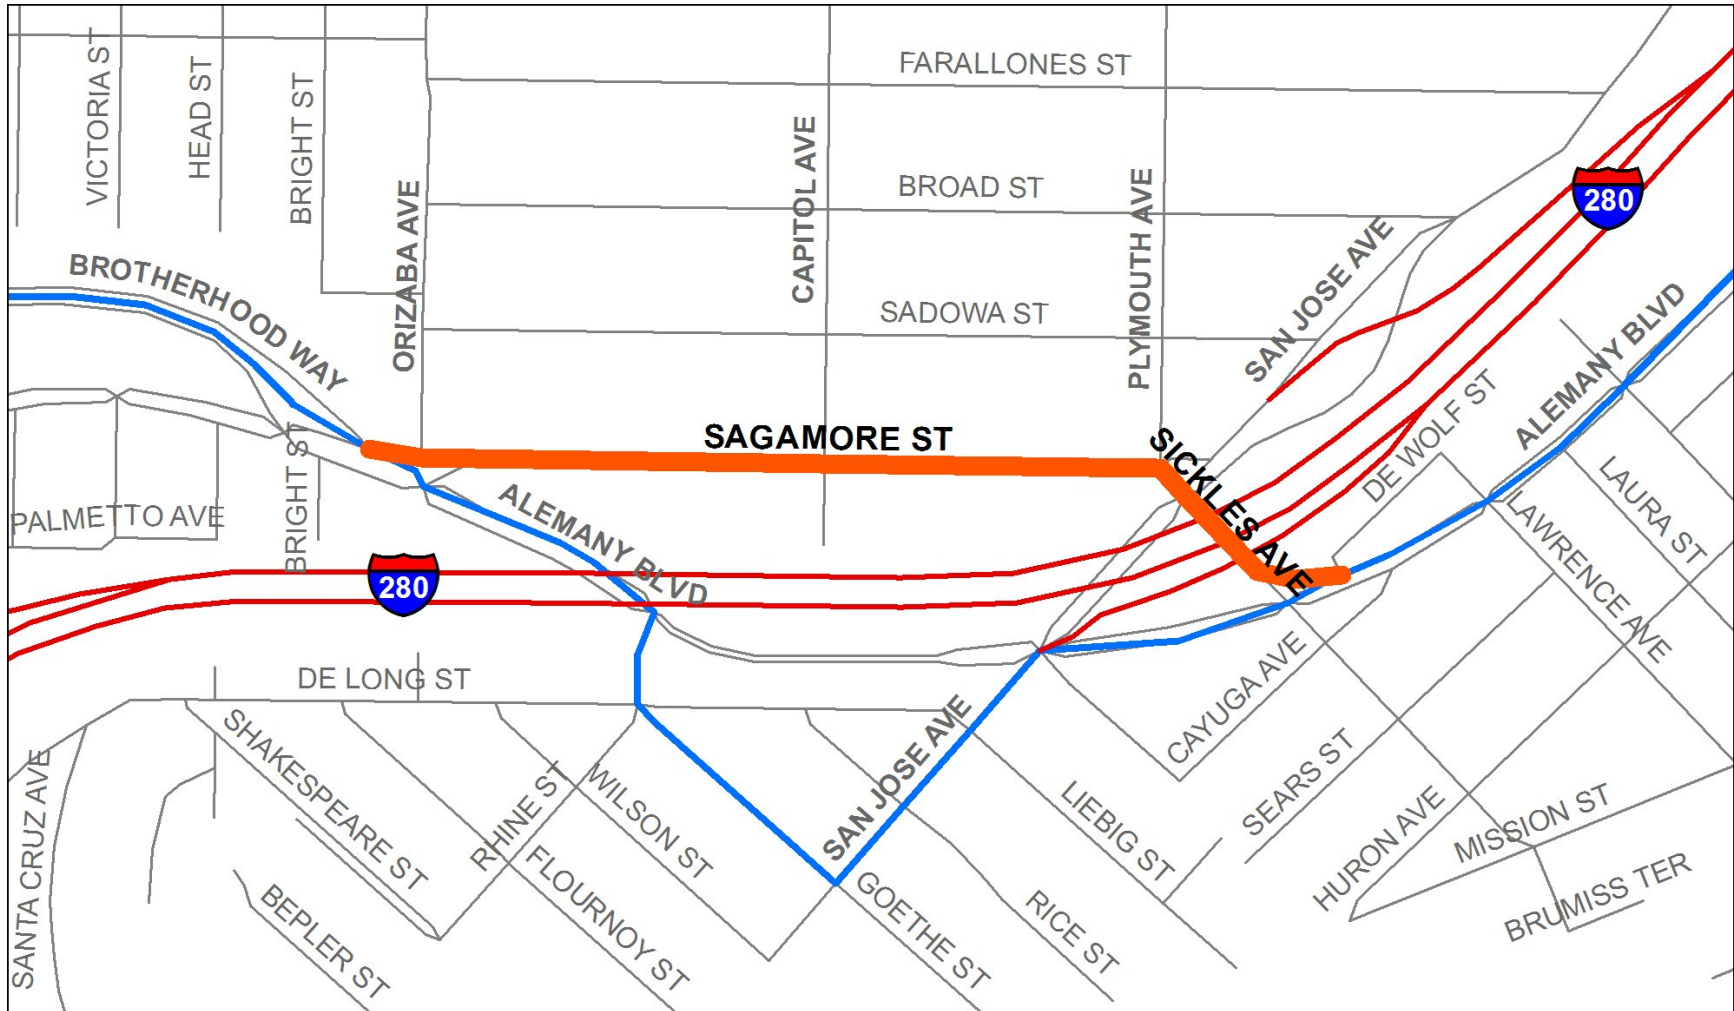 FARALLONES ST
VICTORIA ST
HEAD ST
BRIGHT ST
CAPITOL AVE
BROAD ST
PLYMOUTH AVE
280
ORIZABA AVE
SAN JOSE AVE
BROTHERHOOD WAY
SADOWA ST
ALEMANY BLVD
DE WOLF ST
SAGAMORE ST
SICKLES AVE
BRIGHT ST
PALMETTO AVE
ALEMANY BLVD
LAURA ST
LAWRENCE AVE
280
DE LONG ST
CAYUGA AVE
SAN JOSE AVE
SHAKESPEARE ST
SANTA CRUZ AVE
RHINE ST
WILSON ST
LIEBIG ST
SEARS ST
HURON AVE
MISSION ST
FLOURNOY ST
GOETHE ST
RICE ST
BRUMISS TER
BEPLER ST